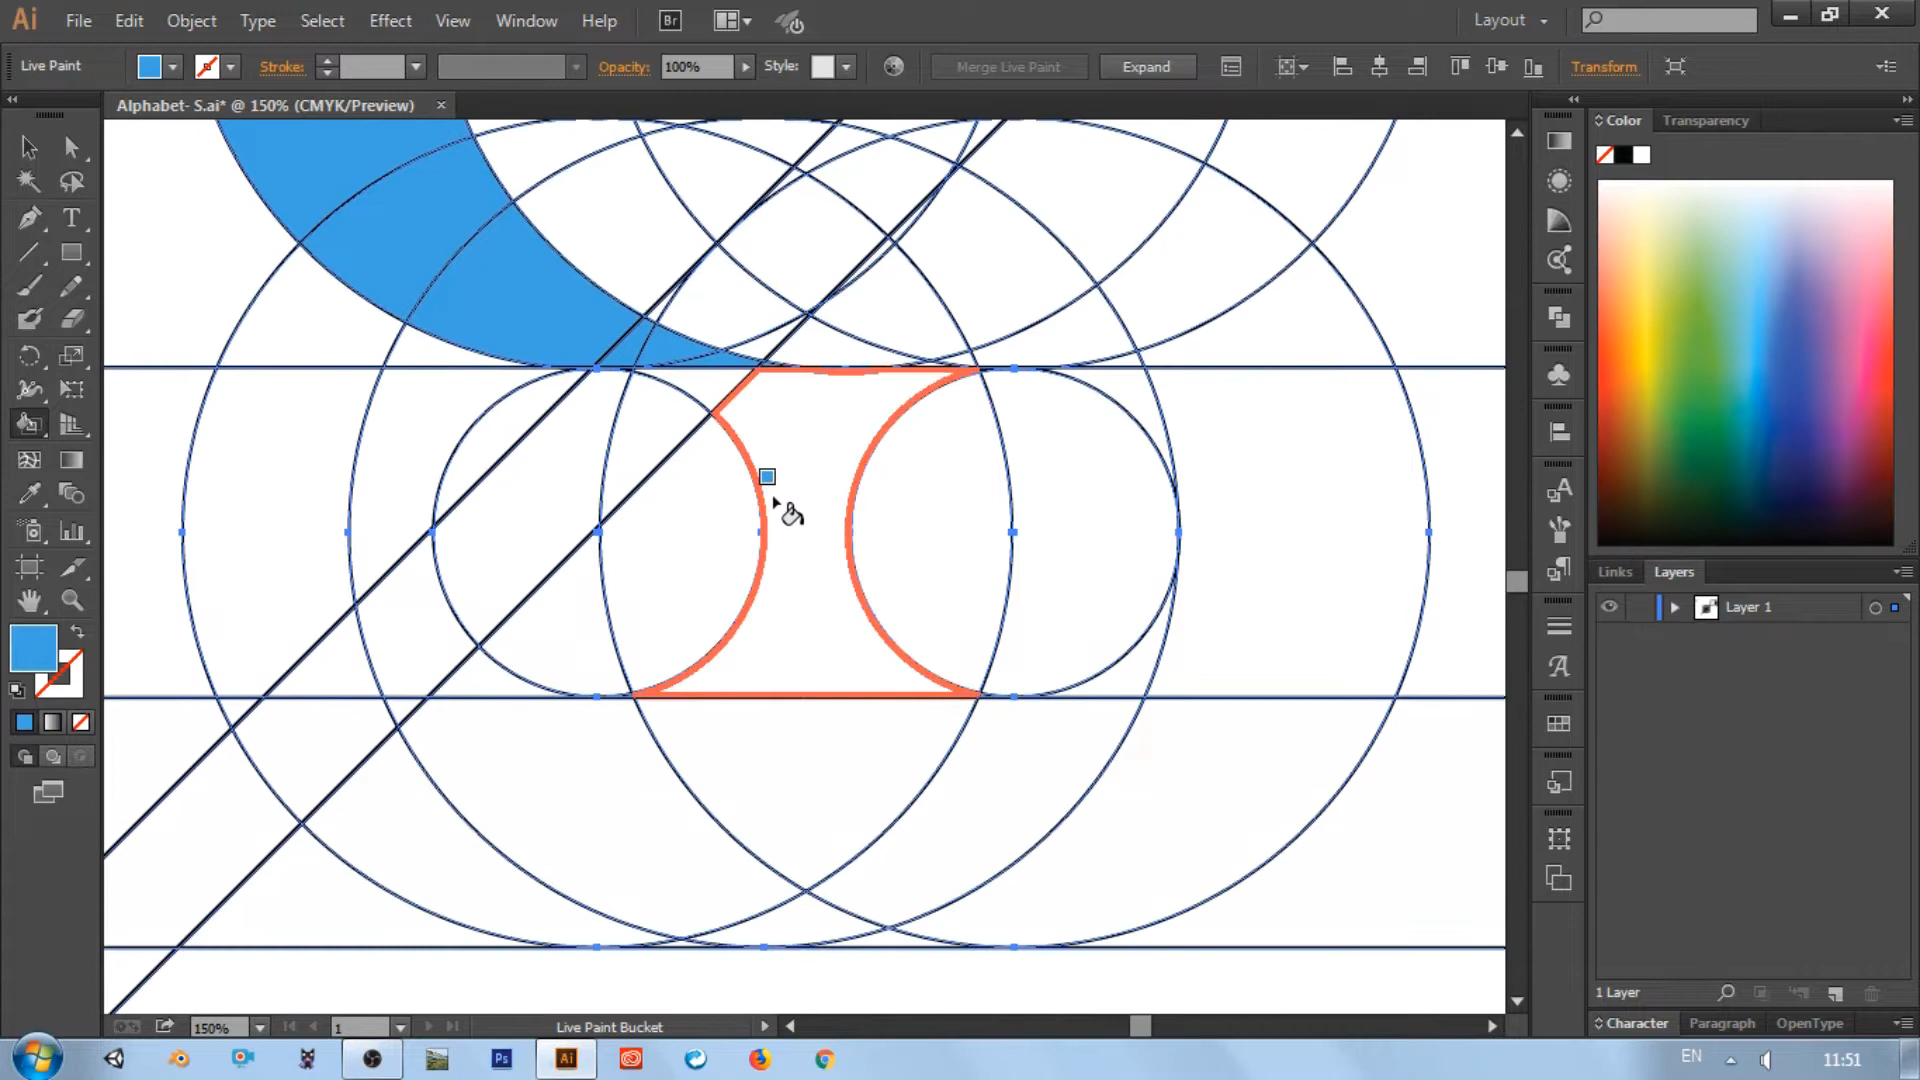 Ai File Edit Object Type Select Effect View Window Help Br Layout
Live Paint Stroke: Opacity: 100% Style: Merge Live Paint Expand Transform
Alphabet- S.ai* @ 150% (CMYK/Preview) ×
Color Transparency
Links Layers
Layer 1
1 Layer
Character Paragraph OpenType
150% 1 Live Paint Bucket
Ps Ai EN 11:51